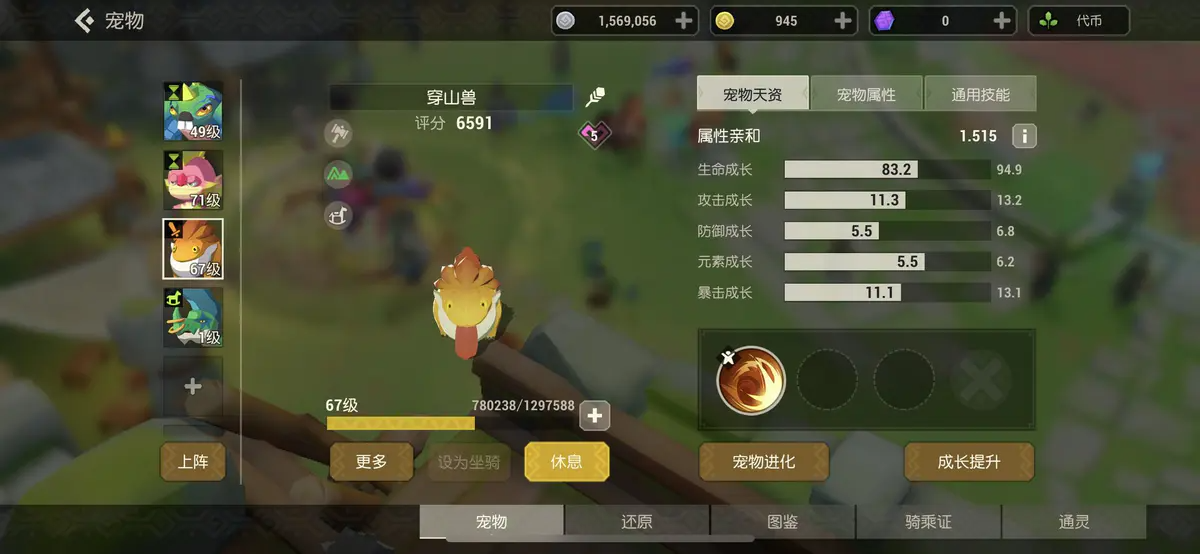 宠物
1,569,056
945
0
代币
49级
71级
67级
1级
上阵
穿山兽
评分 6591
5
67级
780238/1297588
更多
设为坐骑
休息
宠物天资
宠物属性
通用技能
属性亲和 1.515
生命成长 83.2 94.9
攻击成长 11.3 13.2
防御成长 5.5 6.8
元素成长 5.5 6.2
暴击成长 11.1 13.1
宠物进化
成长提升
宠物
还原
图鉴
骑乘证
通灵